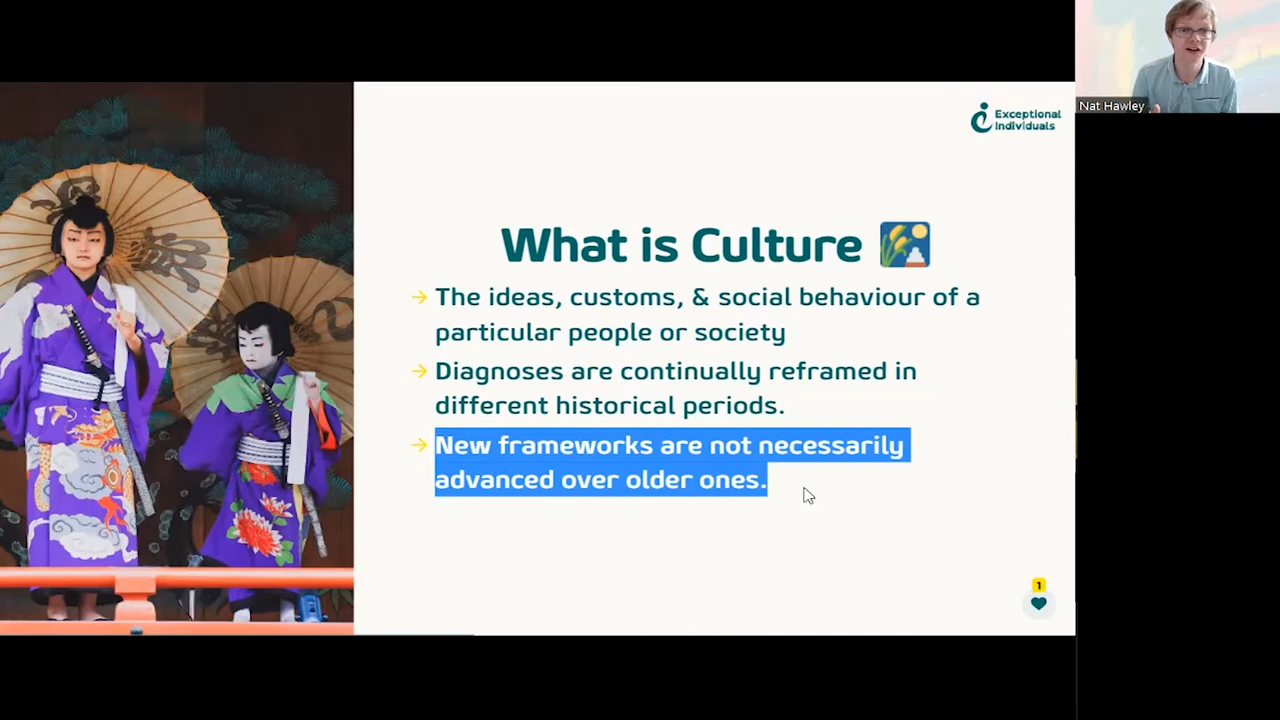 Exceptional
Individuals
Nat Hawley
What is Culture
→ The ideas, customs, & social behaviour of a
particular people or society
→ Diagnoses are continually reframed in
different historical periods.
→ New frameworks are not necessarily
advanced over older ones.
1